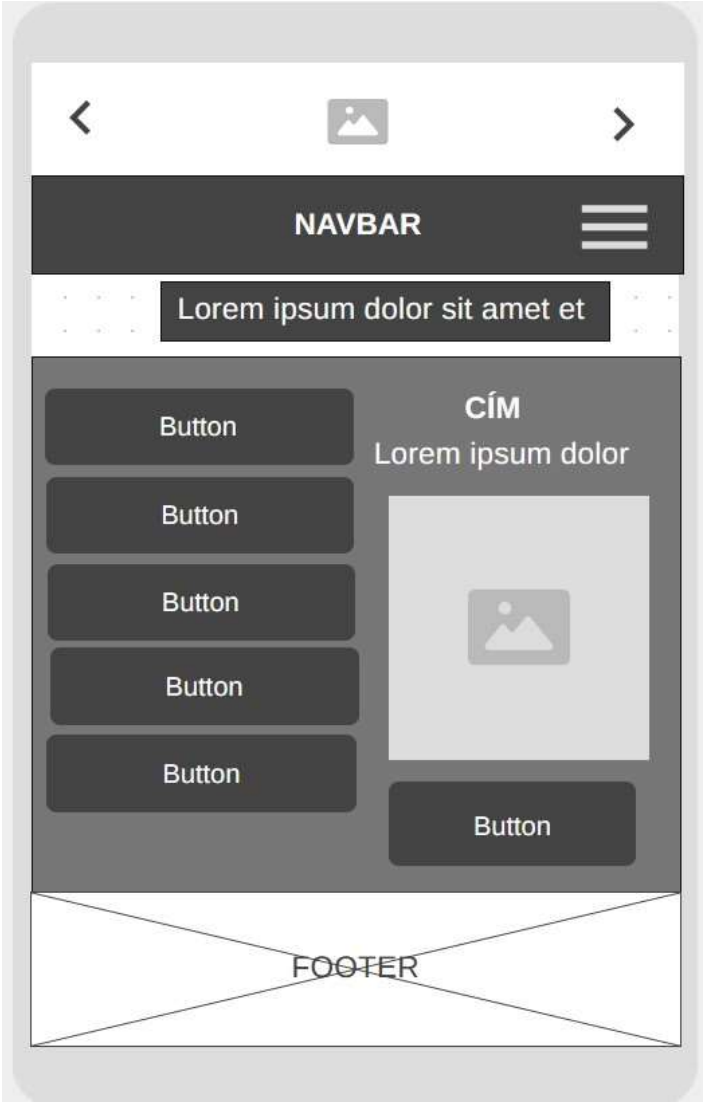 NAVBAR
Lorem ipsum dolor sit amet et
Button
Button
Button
Button
Button
CÍM
Lorem ipsum dolor
Button
FOOTER